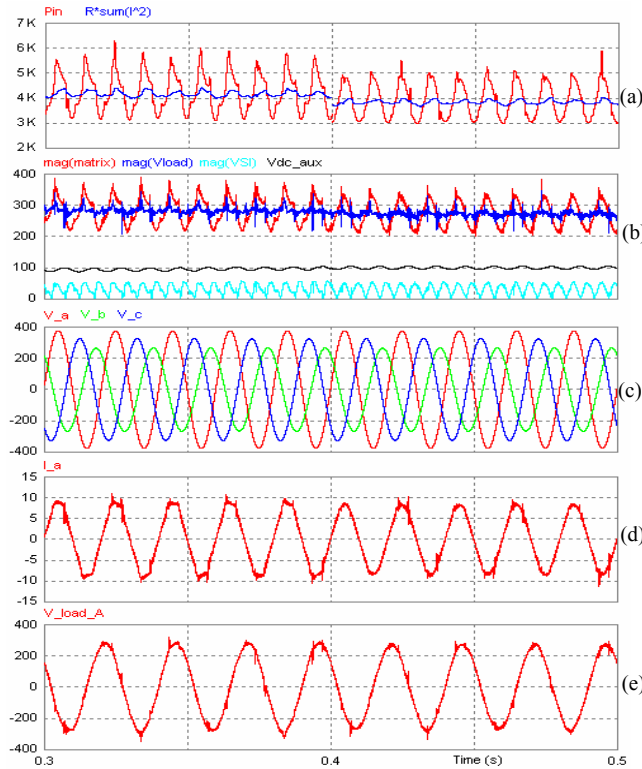 Pin R*sum(I^2)
7 K
6 K
5 K
4 K
3 K
2 K
(a)
mag(matrix) mag(Vload) mag(VSI) Vdc_aux
400
300
200
100
0
(b)
V_a V_b V_c
400
200
0
-200
-400
(c)
I_a
15
10
5
0
-5
-10
-15
(d)
V_load_A
400
200
0
-200
-400
(e)
0.3 0.4 Time (s) 0.5